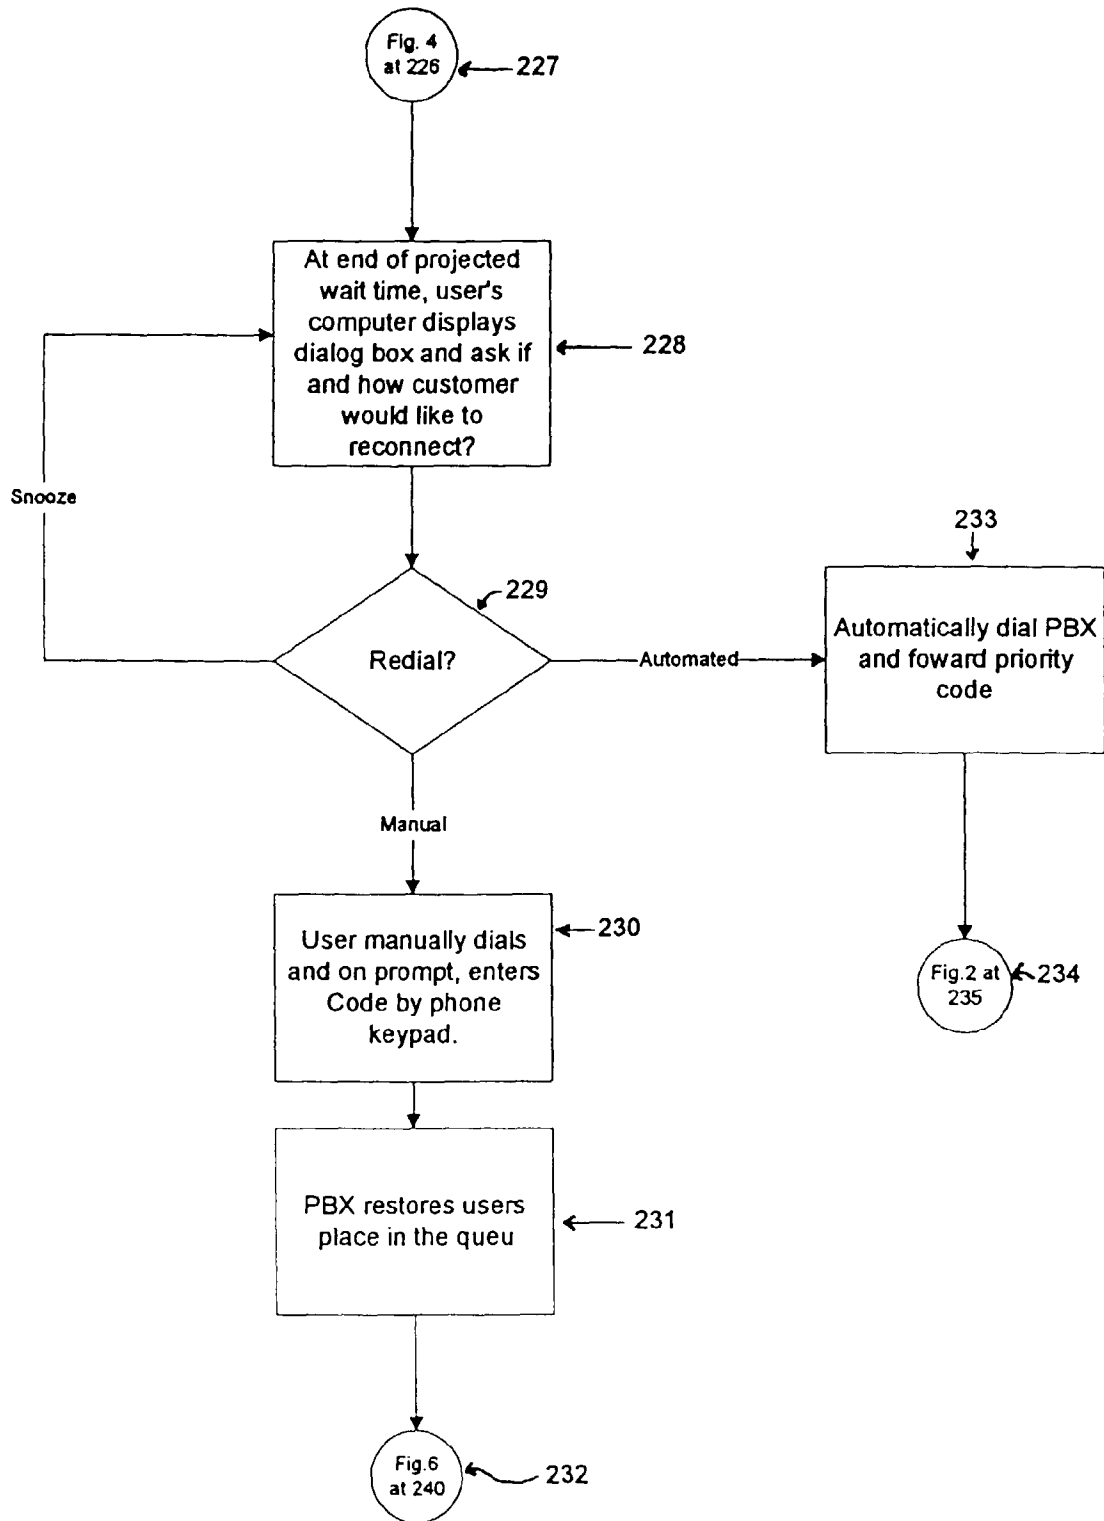 Fig. 4
at 226
227
At end of projected
wait time, user's
computer displays
dialog box and ask if
and how customer
would like to
reconnect?
228
Snooze
233
229
Redial?
Automated
Automatically dial PBX
and foward priority
code
Manual
230
User manually dials
and on prompt, enters
Code by phone
keypad.
Fig.2 at
235
234
PBX restores users
place in the queu
231
Fig.6
at 240
232